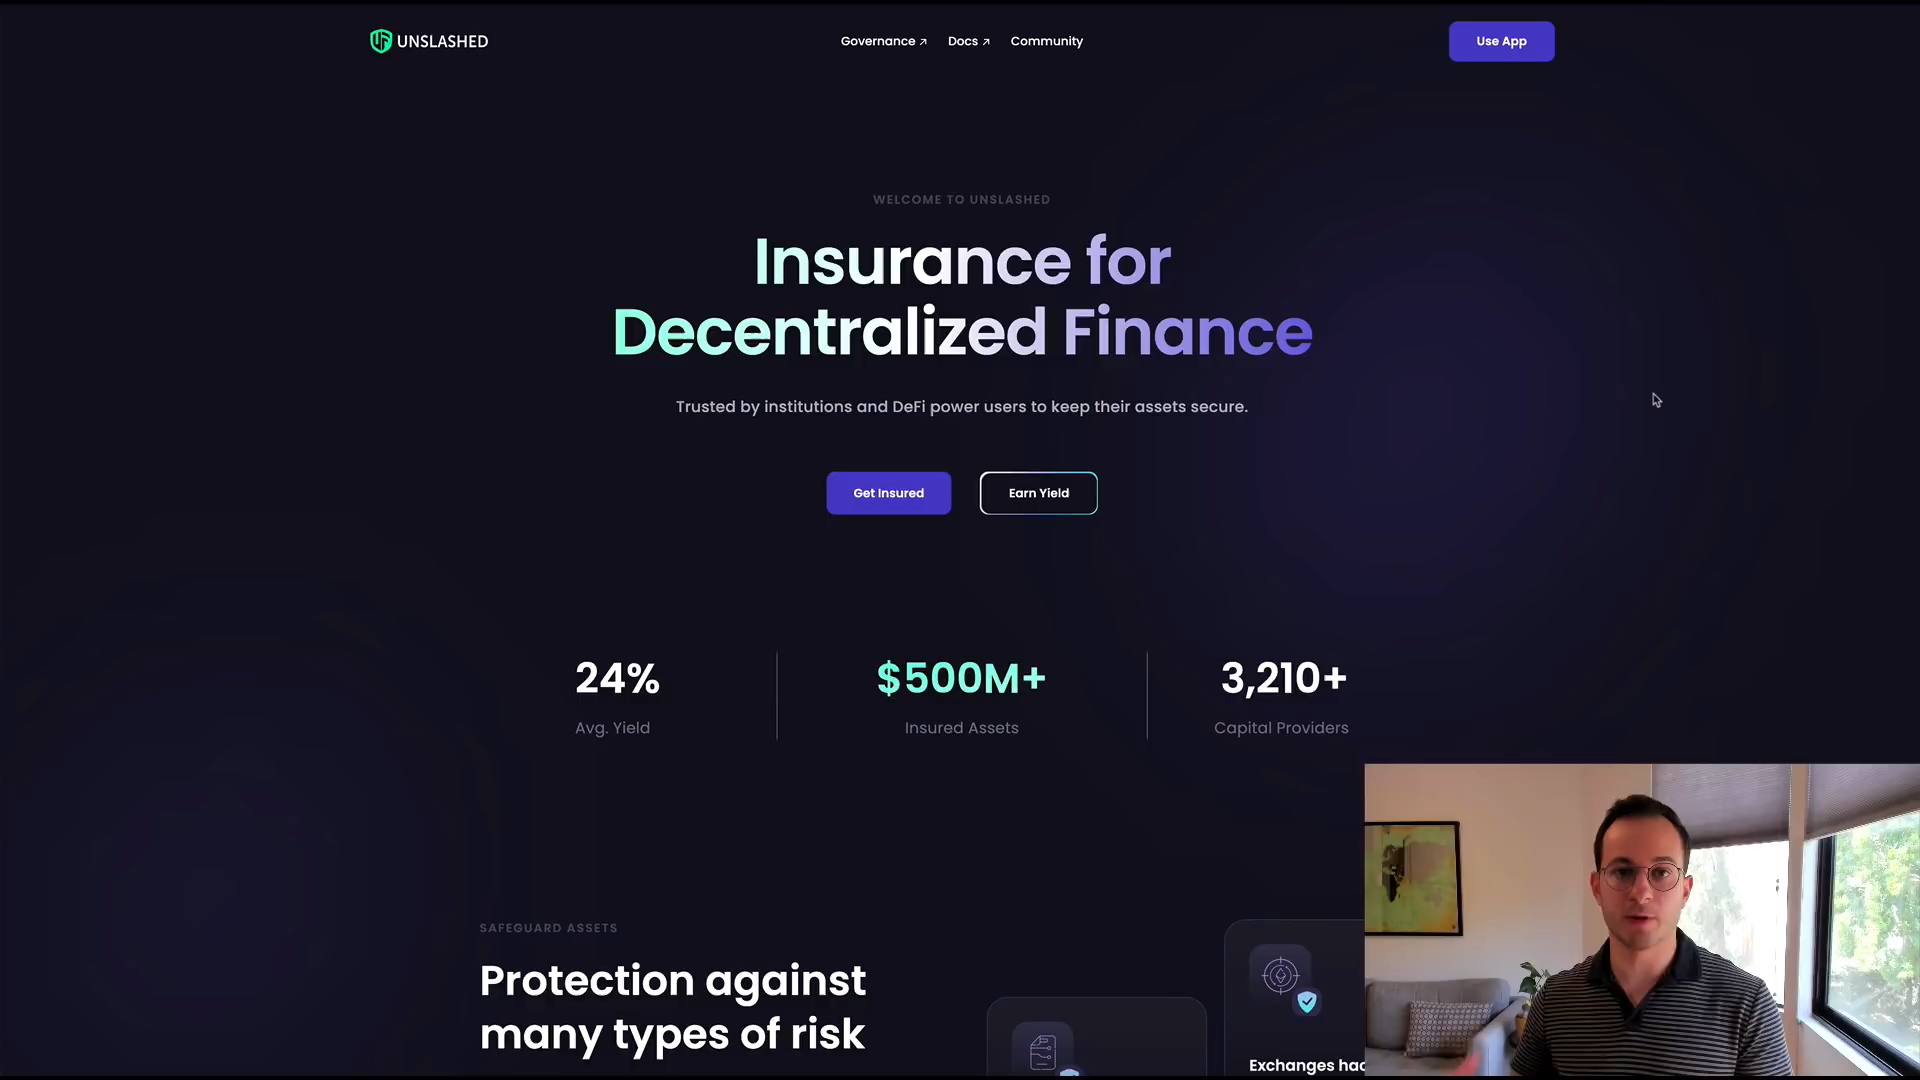 UNSLASHED
Governance ↗ Docs ↗ Community
Use App
WELCOME TO UNSLASHED
Insurance for
Decentralized Finance
Trusted by institutions and DeFi power users to keep their assets secure.
Get Insured Earn Yield
24% $500M+ 3,210+
Avg. Yield Insured Assets Capital Providers
SAFEGUARD ASSETS
Protection against
many types of risk
Exchanges